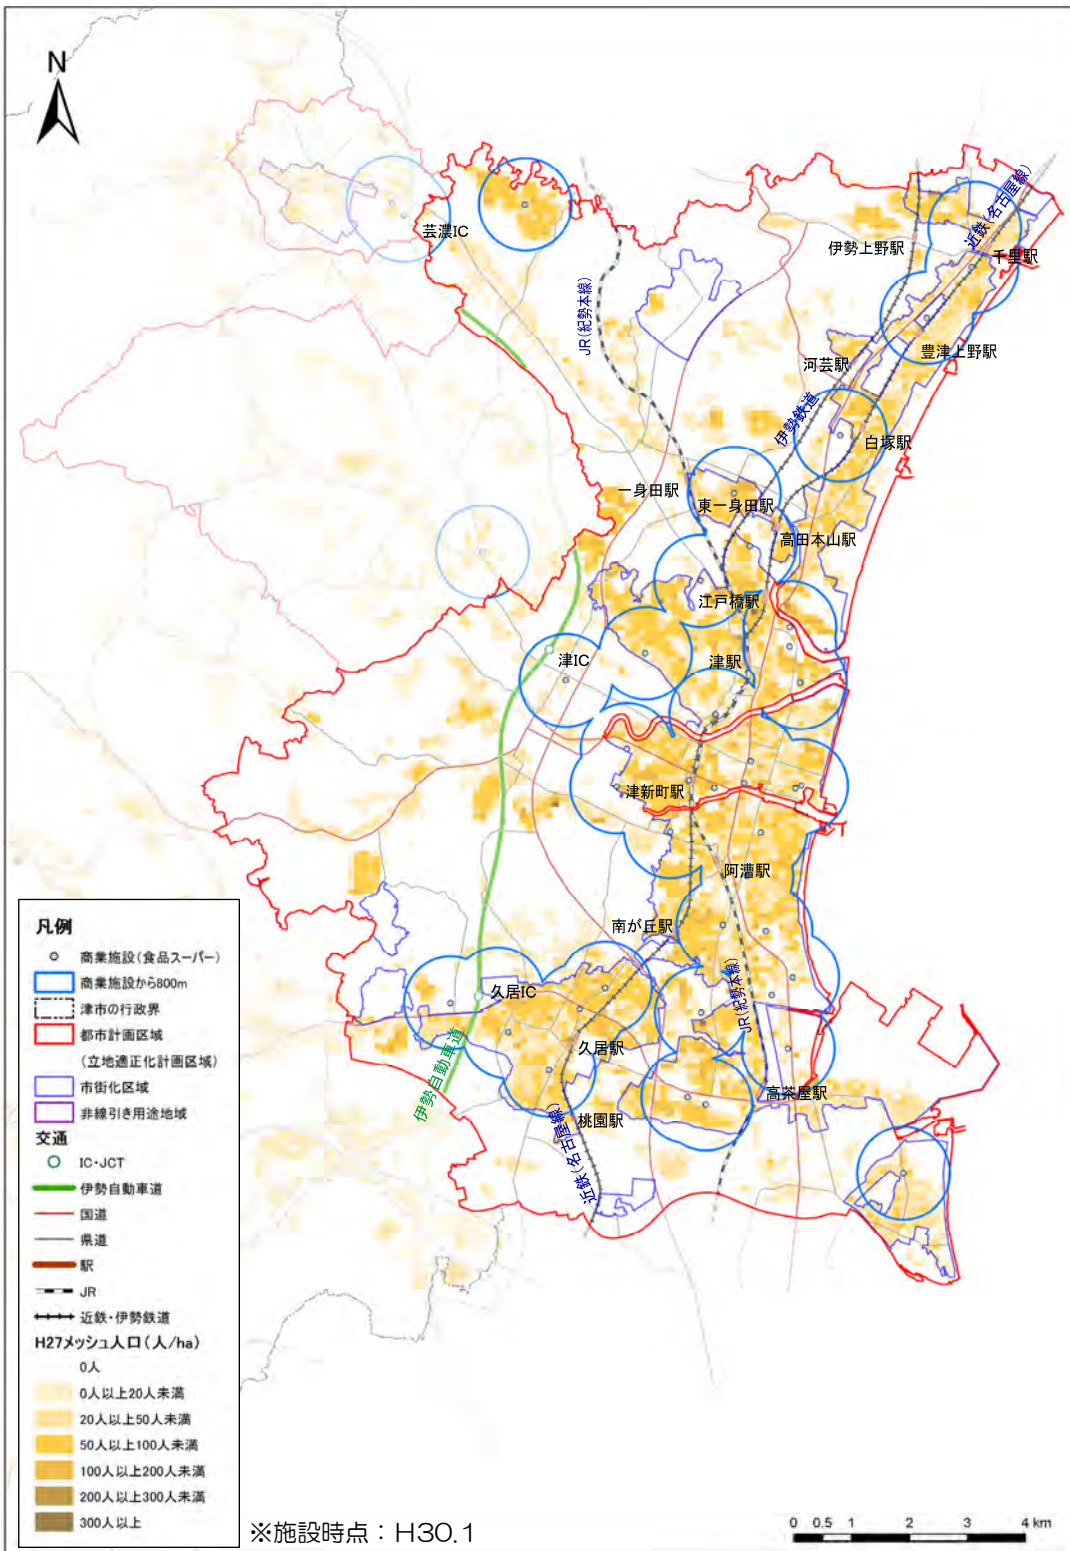 N
芸濃IC
伊勢上野駅
近鉄(名古屋線)
千里駅
JR(紀勢本線)
豊津上野駅
河芸駅
伊勢鉄道
白塚駅
一身田駅
東一身田駅
高田本山駅
江戸橋駅
津IC
津駅
津新町駅
阿漕駅
南が丘駅
久居IC
JR(紀勢本線)
久居駅
伊勢自動車道
高茶屋駅
桃園駅
近鉄(名古屋線)
凡例
商業施設(食品スーパー)
商業施設から800m
津市の行政界
都市計画区域
(立地適正化計画区域)
市街化区域
非線引き用途地域
交通
IC・JCT
伊勢自動車道
国道
県道
駅
JR
近鉄・伊勢鉄道
H27メッシュ人口(人/ha)
0人
0人以上20人未満
20人以上50人未満
50人以上100人未満
100人以上200人未満
200人以上300人未満
300人以上
※施設時点：H30.1
0 0.5 1 2 3 4 km